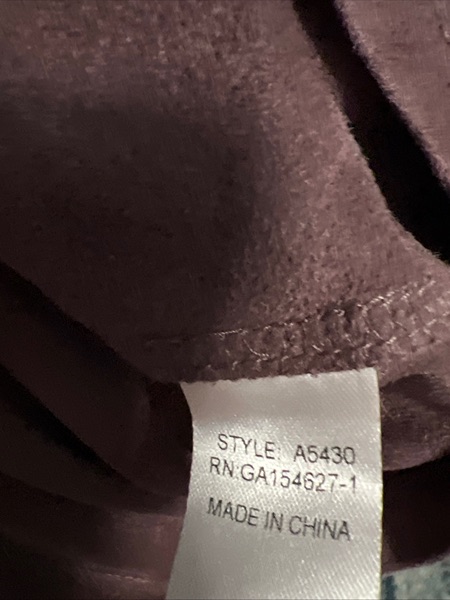 STYLE: A5430
RN:GA154627-1
MADE IN CHINA